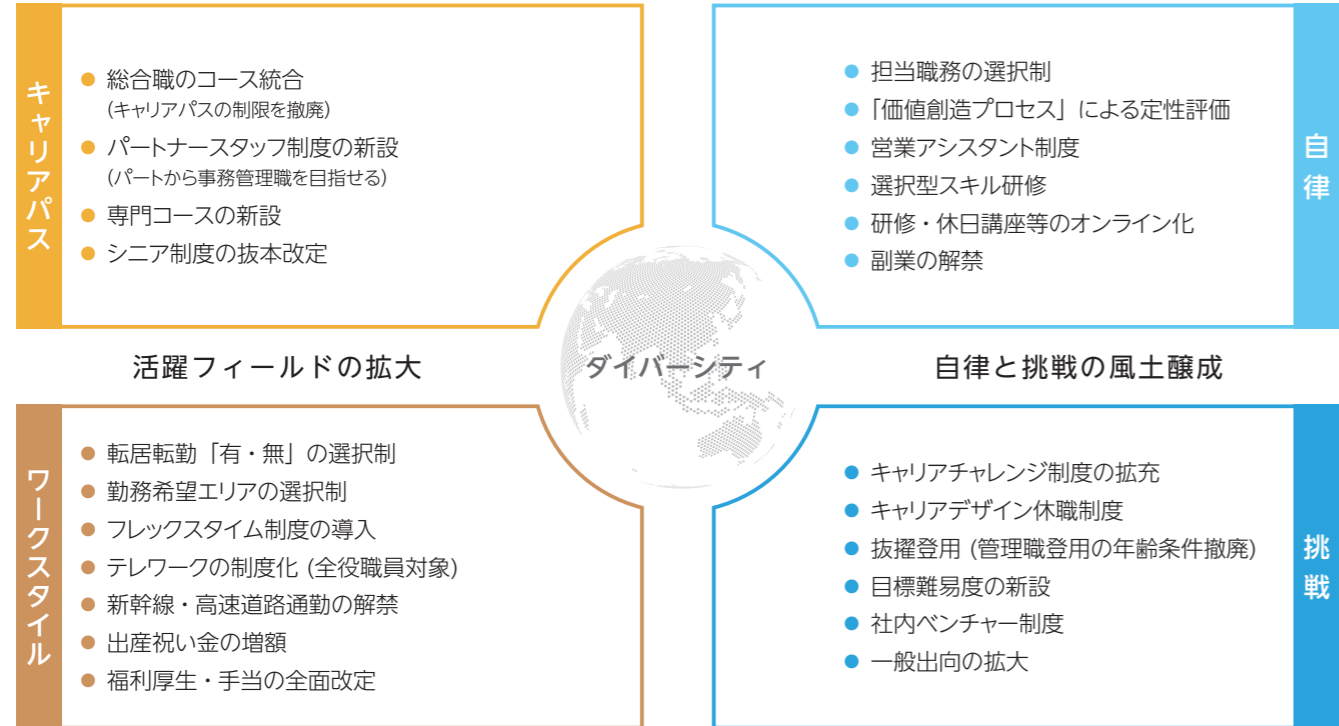 キャリアパス
● 総合職のコース統合
(キャリアパスの制限を撤廃)
● パートナースタッフ制度の新設
(パートから事務管理職を目指せる)
● 専門コースの新設
● シニア制度の抜本改定
自律
● 担当職務の選択制
● 「価値創造プロセス」による定性評価
● 営業アシスタント制度
● 選択型スキル研修
● 研修・休日講座等のオンライン化
● 副業の解禁
活躍フィールドの拡大
ダイバーシティ
自律と挑戦の風土醸成
ワークスタイル
● 転居転勤「有・無」の選択制
● 勤務希望エリアの選択制
● フレックスタイム制度の導入
● テレワークの制度化 (全役職員対象)
● 新幹線・高速道路通勤の解禁
● 出産祝い金の増額
● 福利厚生・手当の全面改定
挑戦
● キャリアチャレンジ制度の拡充
● キャリアデザイン休職制度
● 抜擢登用 (管理職登用の年齢条件撤廃)
● 目標難易度の新設
● 社内ベンチャー制度
● 一般出向の拡大